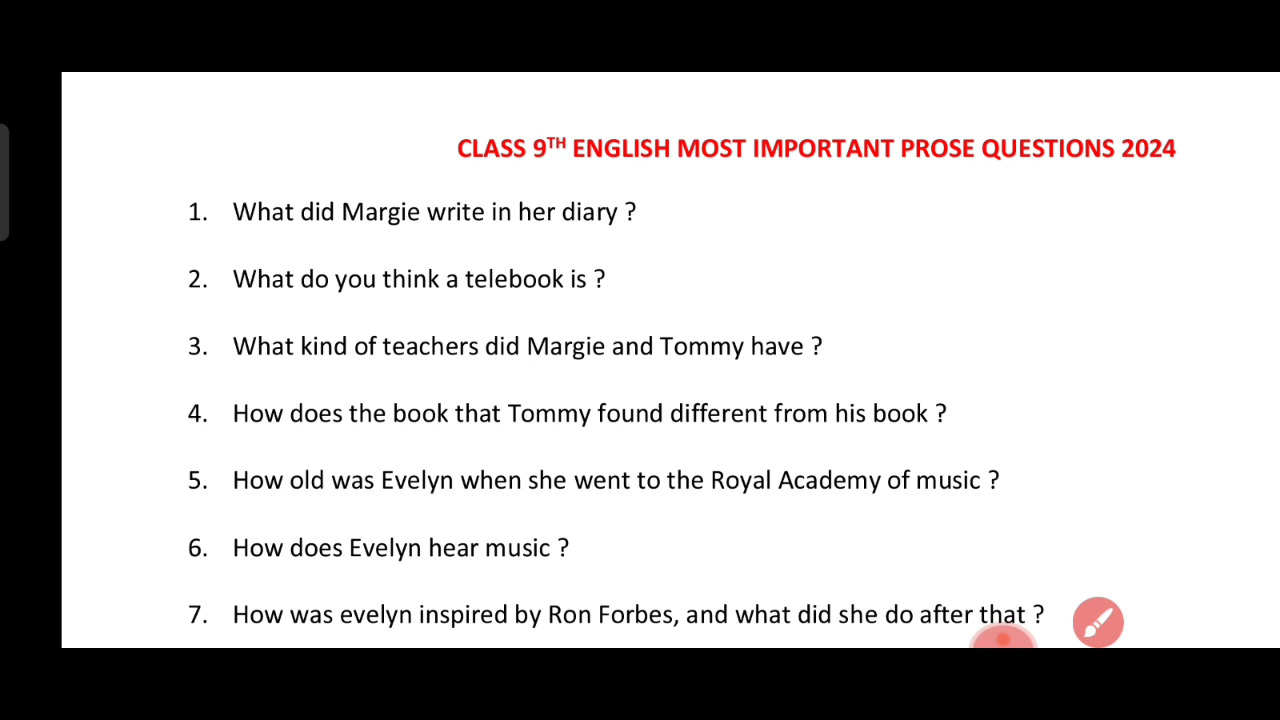 CLASS 9TH ENGLISH MOST IMPORTANT PROSE QUESTIONS 2024
1. What did Margie write in her diary ?
2. What do you think a telebook is ?
3. What kind of teachers did Margie and Tommy have ?
4. How does the book that Tommy found different from his book ?
5. How old was Evelyn when she went to the Royal Academy of music ?
6. How does Evelyn hear music ?
7. How was evelyn inspired by Ron Forbes, and what did she do after that ?